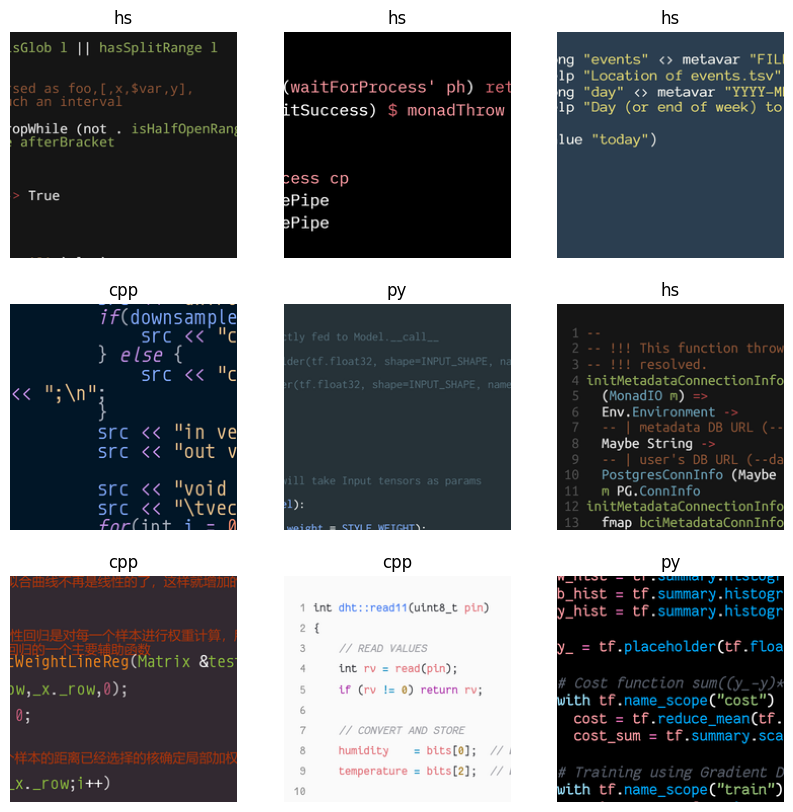 hs
sGlob l || hasSplitRange l
rsed as foo,[,x,$var,y],
uch an interval
ropWhile (not . isHalfOpenRang
e afterBracket
> True
hs
(waitForProcess' ph) ret
itSuccess) $ monadThrow
cess cp
ePipe
ePipe
hs
ng "events" <> metavar "FIL
lp "Location of events.tsv"
ong "day" <> metavar "YYYY-M
lp "Day (or end of week) to
lue "today")
cpp
if(downsample
src << "c
} else {
src << "c
<< ";\n";
}
src << "in ve
src << "out v
src << "void
src << "\tvec
for(int i = 0
py
ctly fed to Model.__call__
lder(tf.float32, shape=INPUT_SHAPE, na
er(tf.float32, shape=INPUT_SHAPE, name
will take Input tensors as params
el):
weight = STYLE_WEIGHT):
hs
1 --
2 -- !!! This function throw
3 -- !!! resolved.
4 initMetadataConnectionInfo
5 (MonadIO m) =>
6 Env.Environment ->
7 -- | metadata DB URL (--
8 Maybe String ->
9 -- | user's DB URL (--da
10 PostgresConnInfo (Maybe
11 m PG.ConnInfo
12 initMetadataConnectionInfo
13 fmap bciMetadataConnInfo
cpp
以合曲线不再是线性的了，这样就增加的
性回归是对每一个样本进行权重计算，
回归的一个主要辅助函数
tWeightLineReg(Matrix &test
ow,_x._row,0);
0;
个样本的距离已经选择的核确定局部加权
_x._row;i++)
cpp
1 int dht::read11(uint8_t pin)
2 {
3 // READ VALUES
4 int rv = read(pin);
5 if (rv != 0) return rv;
6
7 // CONVERT AND STORE
8 humidity = bits[0]; //
9 temperature = bits[2]; //
10
py
w_hist = tf.summary.histogr
b_hist = tf.summary.histogr
y_hist = tf.summary.histogr
y_ = tf.placeholder(tf.floa
# Cost function sum((y_-y)*
with tf.name_scope("cost")
cost = tf.reduce_mean(tf.
cost_sum = tf.summary.sca
# Training using Gradient D
with tf.name_scope("train")